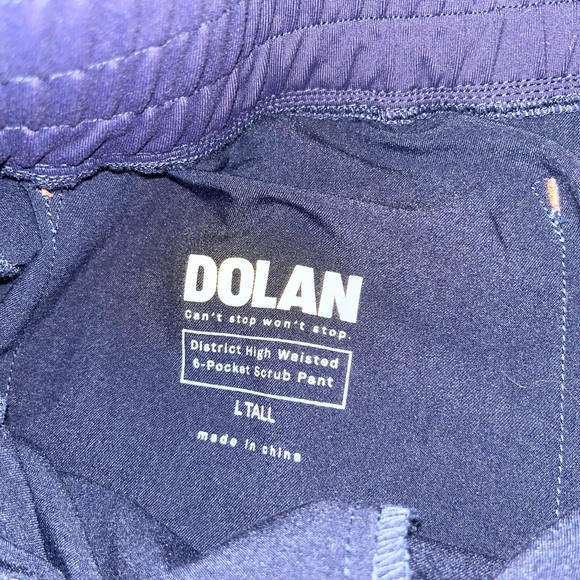 DOLAN
Can't stop won't stop.
District High Waisted
6-Pocket Scrub Pant
L TALL
made in china